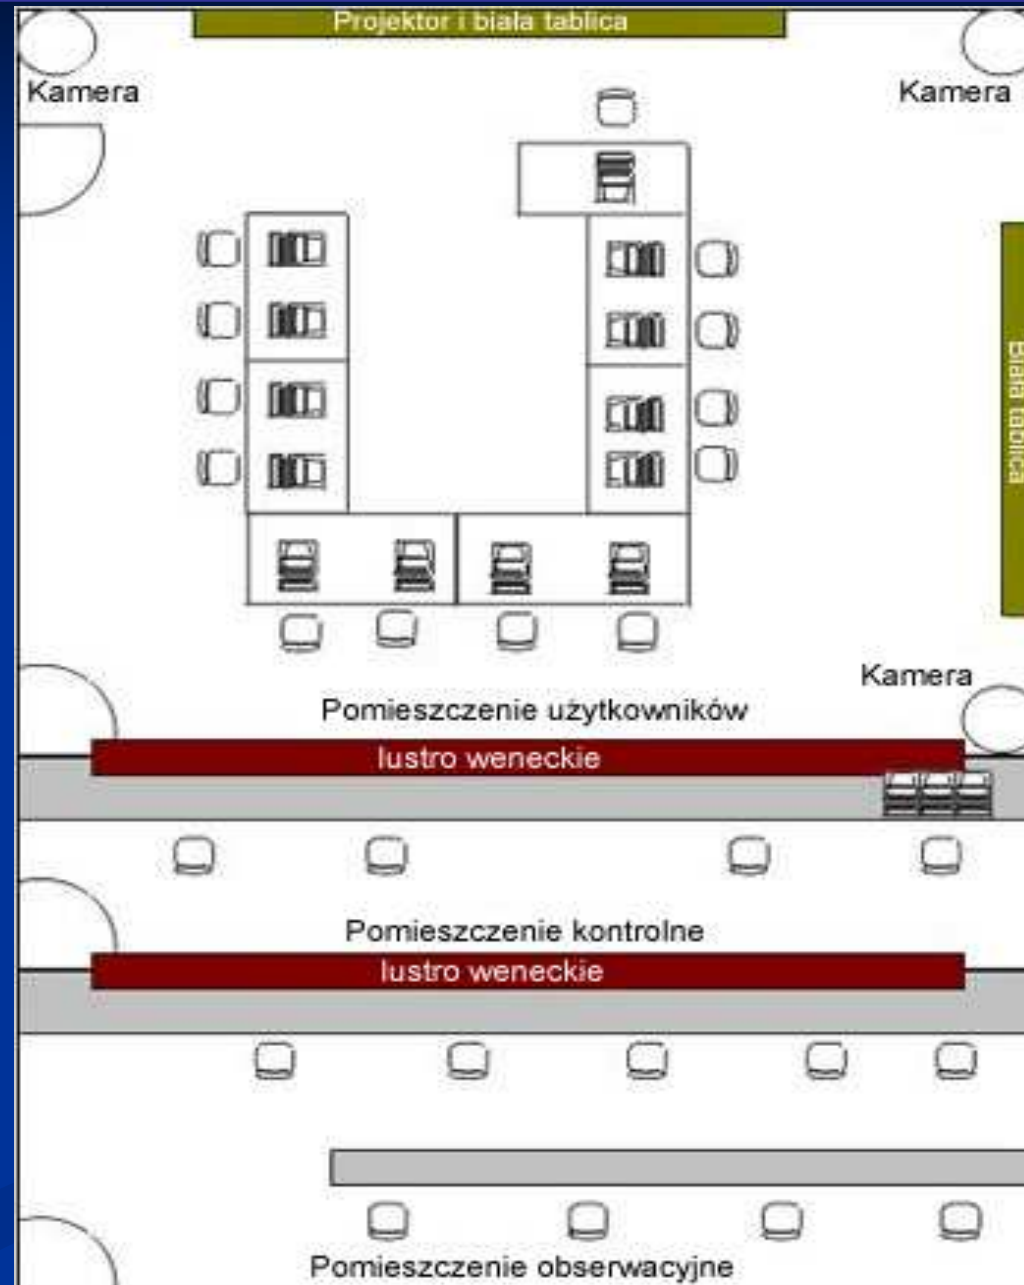 Projektor i biała tablica
Kamera
Kamera
Biała tablica
Kamera
Pomieszczenie użytkowników
lustro weneckie
Pomieszczenie kontrolne
lustro weneckie
Pomieszczenie obserwacyjne